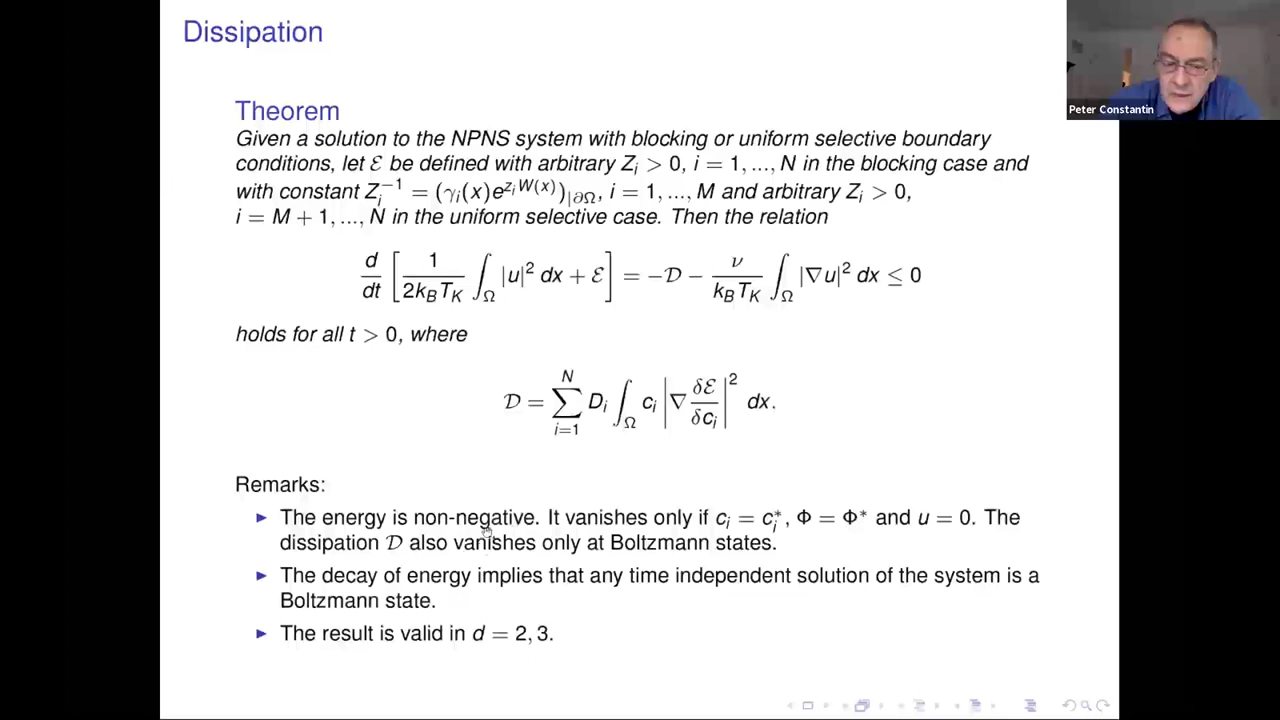 Dissipation
Peter Constantin
Theorem
Given a solution to the NPNS system with blocking or uniform selective boundary
conditions, let ℰ be defined with arbitrary Z_i > 0, i = 1, ..., N in the blocking case and
with constant Z_i^{-1} = (γ_i(x)e^{z_i W(x)})_{|∂Ω}, i = 1, ..., M and arbitrary Z_i > 0,
i = M + 1, ..., N in the uniform selective case. Then the relation
d/dt [ 1/(2k_B T_K) ∫_Ω |u|² dx + ℰ ] = −𝒟 − ν/(k_B T_K) ∫_Ω |∇u|² dx ≤ 0
holds for all t > 0, where
𝒟 = ∑_{i=1}^{N} D_i ∫_Ω c_i |∇ δℰ/δc_i|² dx.
Remarks:
▶ The energy is non-negative. It vanishes only if c_i = c_i^*, Φ = Φ* and u = 0. The
dissipation 𝒟 also vanishes only at Boltzmann states.
▶ The decay of energy implies that any time independent solution of the system is a
Boltzmann state.
▶ The result is valid in d = 2, 3.